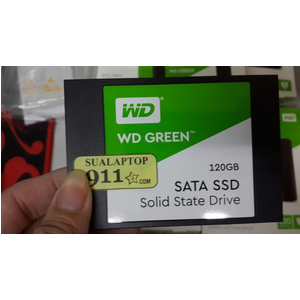 WD
WD GREEN™
120GB
SUALAPTOP
911.COM
SATA SSD
Solid State Drive